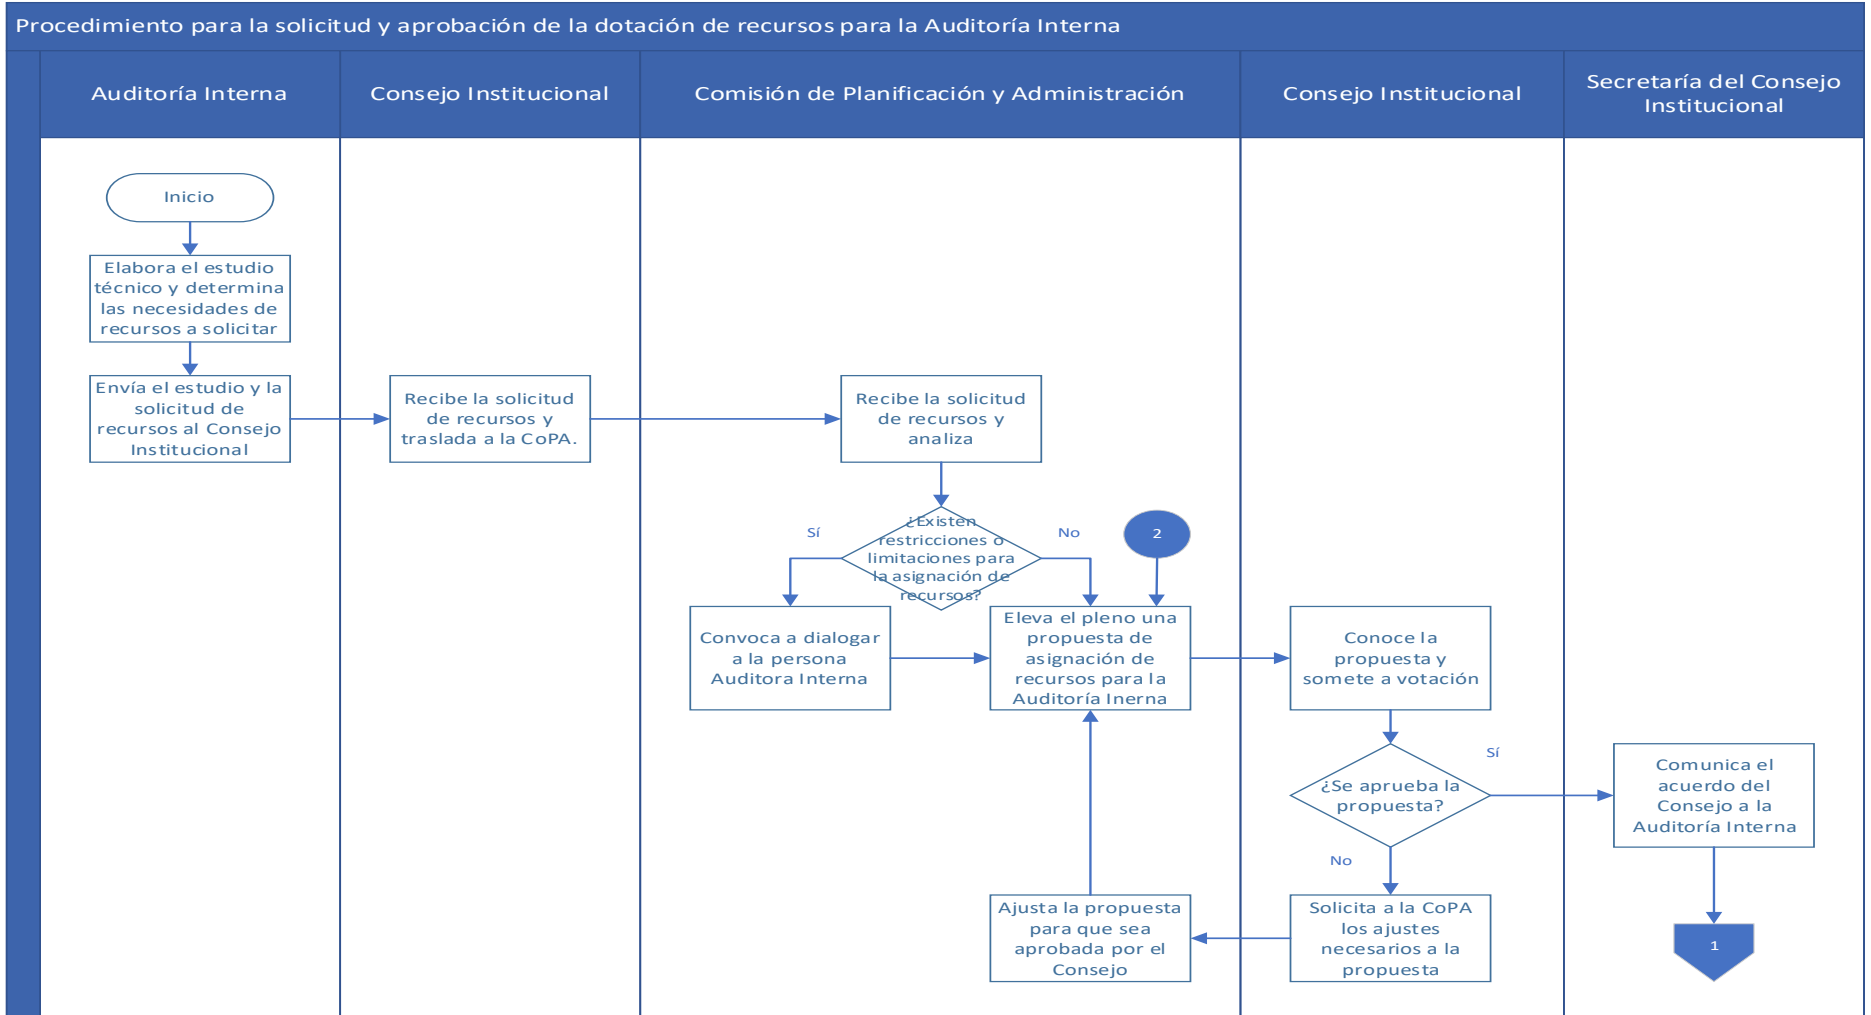 Procedimiento para la solicitud y aprobación de la dotación de recursos para la Auditoría Interna
Auditoría Interna
Consejo Institucional
Comisión de Planificación y Administración
Consejo Institucional
Secretaría del Consejo
Institucional
Inicio
Elabora el estudio
técnico y determina
las necesidades de
recursos a solicitar
Envía el estudio y la
solicitud de
recursos al Consejo
Institucional
Recibe la solicitud
de recursos y
traslada a la CoPA.
Recibe la solicitud
de recursos y
analiza
¿Existen
restricciones o
limitaciones para
la asignación de
recursos?
Sí
No
2
Convoca a dialogar
a la persona
Auditora Interna
Eleva el pleno una
propuesta de
asignación de
recursos para la
Auditoría Inerna
Conoce la
propuesta y
somete a votación
¿Se aprueba la
propuesta?
Sí
No
Comunica el
acuerdo del
Consejo a la
Auditoría Interna
Solicita a la CoPA
los ajustes
necesarios a la
propuesta
Ajusta la propuesta
para que sea
aprobada por el
Consejo
1